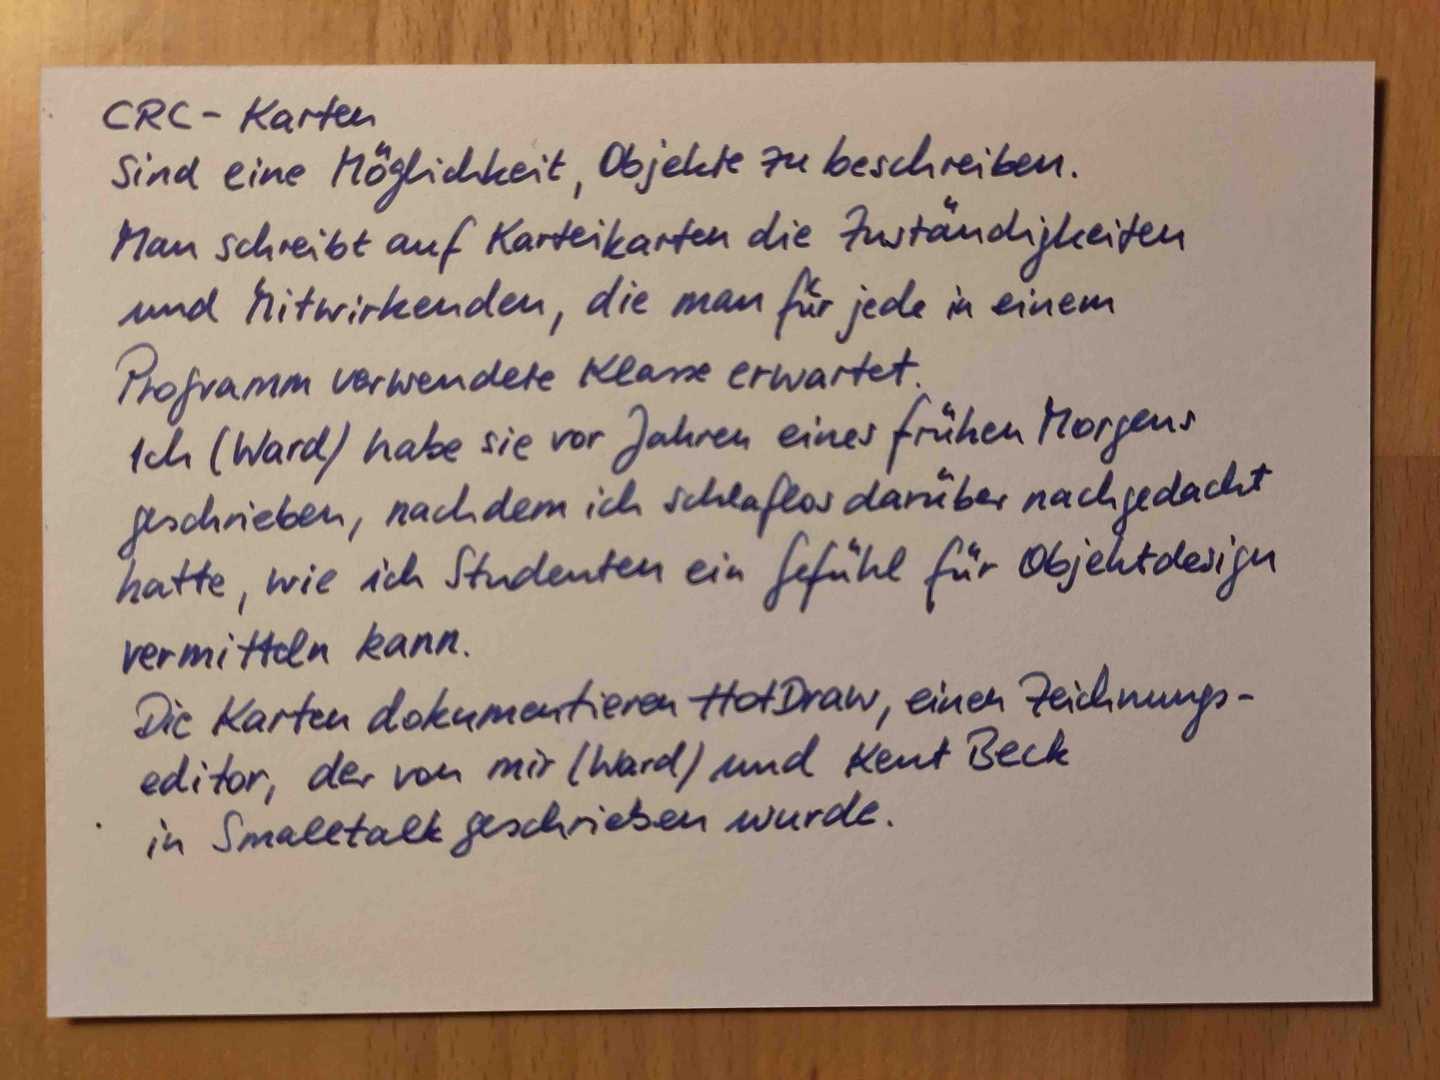 CRC-Karten
Sind eine Möglichkeit, Objekte zu beschreiben.
Man schreibt auf Karteikarten die Zuständigkeiten
und Mitwirkenden, die man für jede in einem
Programm verwendete Klasse erwartet.
Ich (Ward) habe sie vor Jahren eines frühen Morgens
geschrieben, nachdem ich schlaflos darüber nachgedacht
hatte, wie ich Studenten ein Gefühl für Objektdesign
vermitteln kann.
Die Karten dokumentieren HotDraw, einen Zeichnungs-
editor, der von mir (Ward) und Kent Beck
in Smalltalk geschrieben wurde.